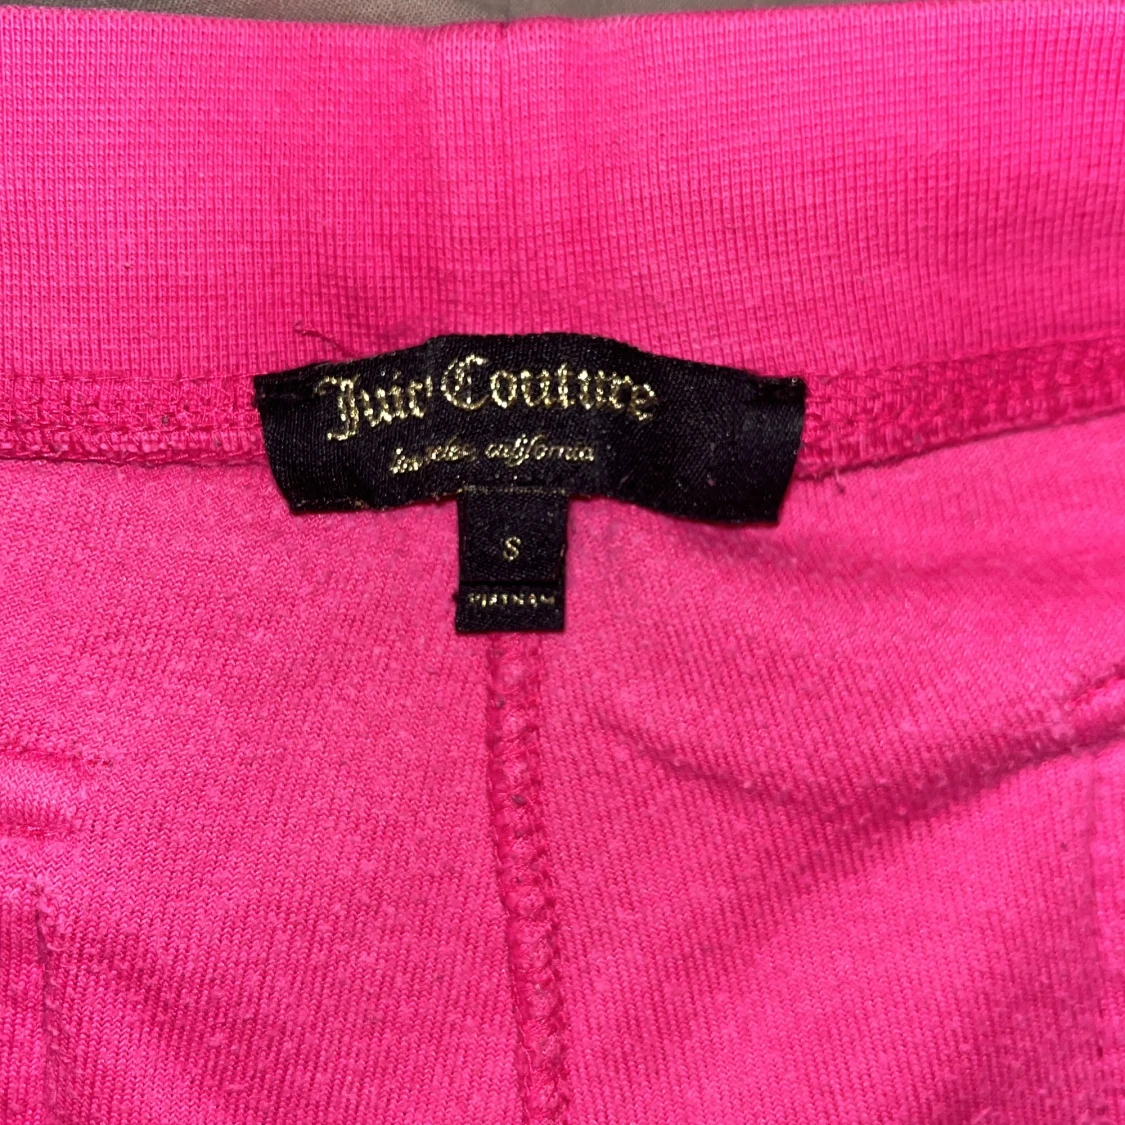 Juicy Couture
los angeles, california
S